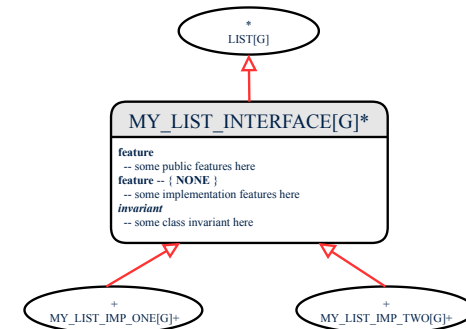 *
LIST[G]
MY_LIST_INTERFACE[G]*
feature
-- some public features here
feature -- { NONE }
-- some implementation features here
invariant
-- some class invariant here
+
MY_LIST_IMP_ONE[G]+
+
MY_LIST_IMP_TWO[G]+